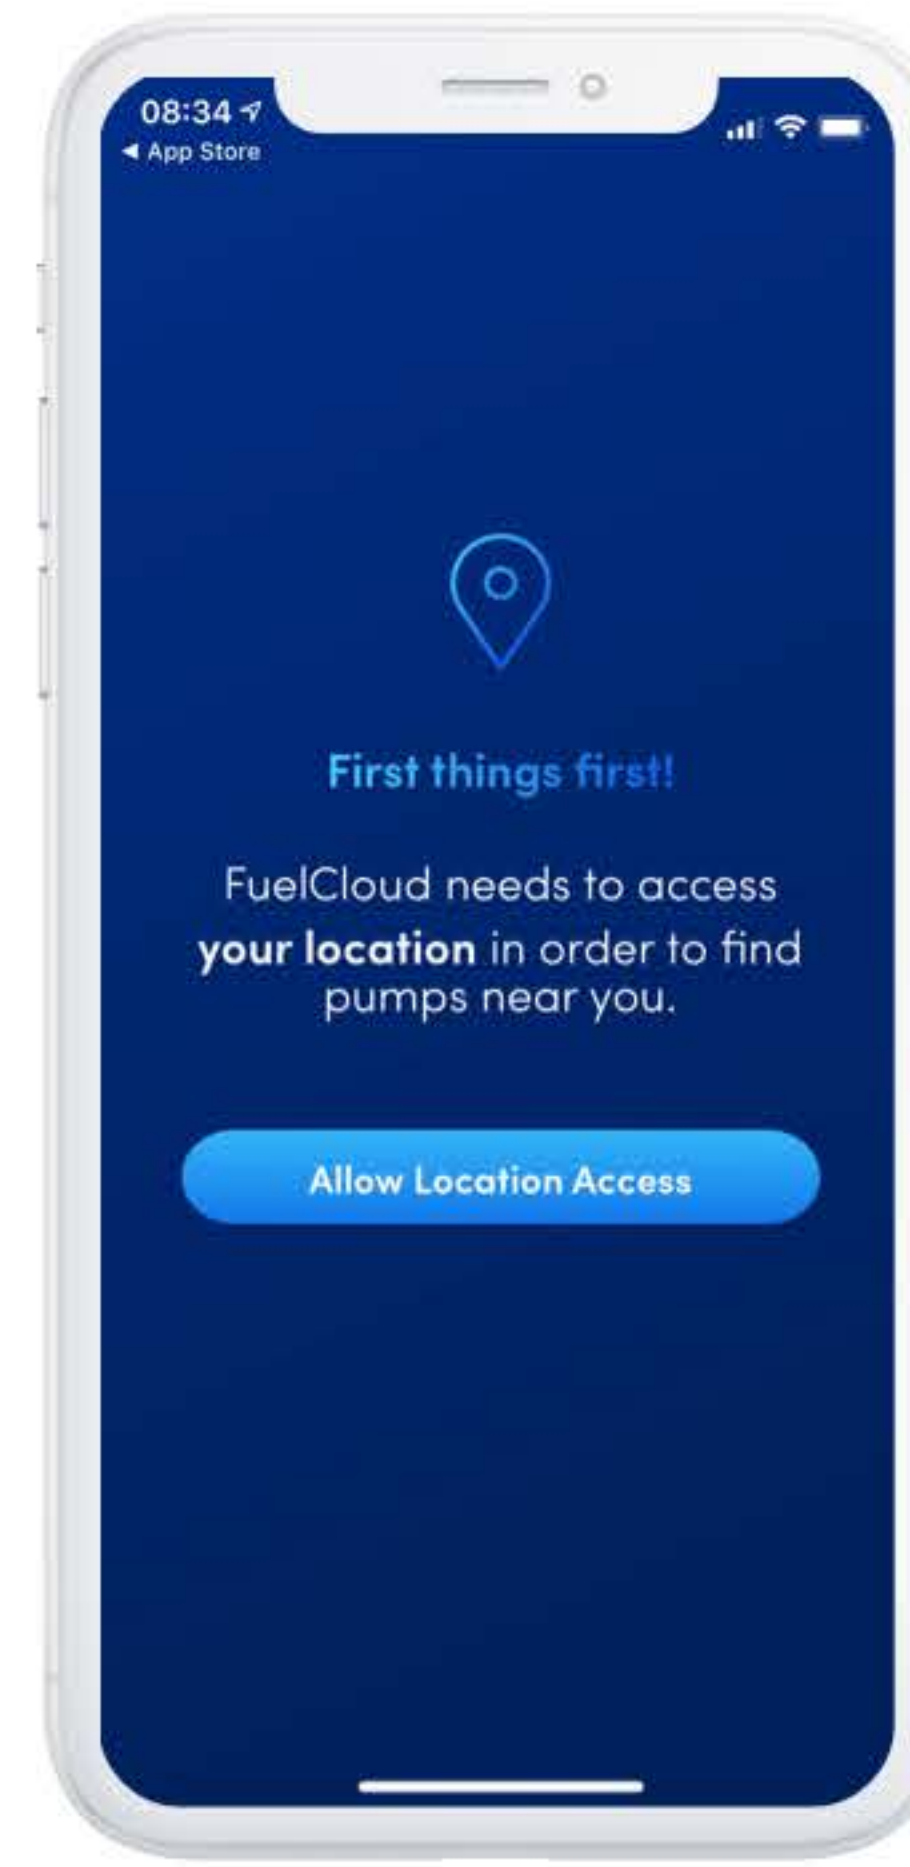 08:34
◀ App Store
First things first!
FuelCloud needs to access
your location in order to find
pumps near you.
Allow Location Access